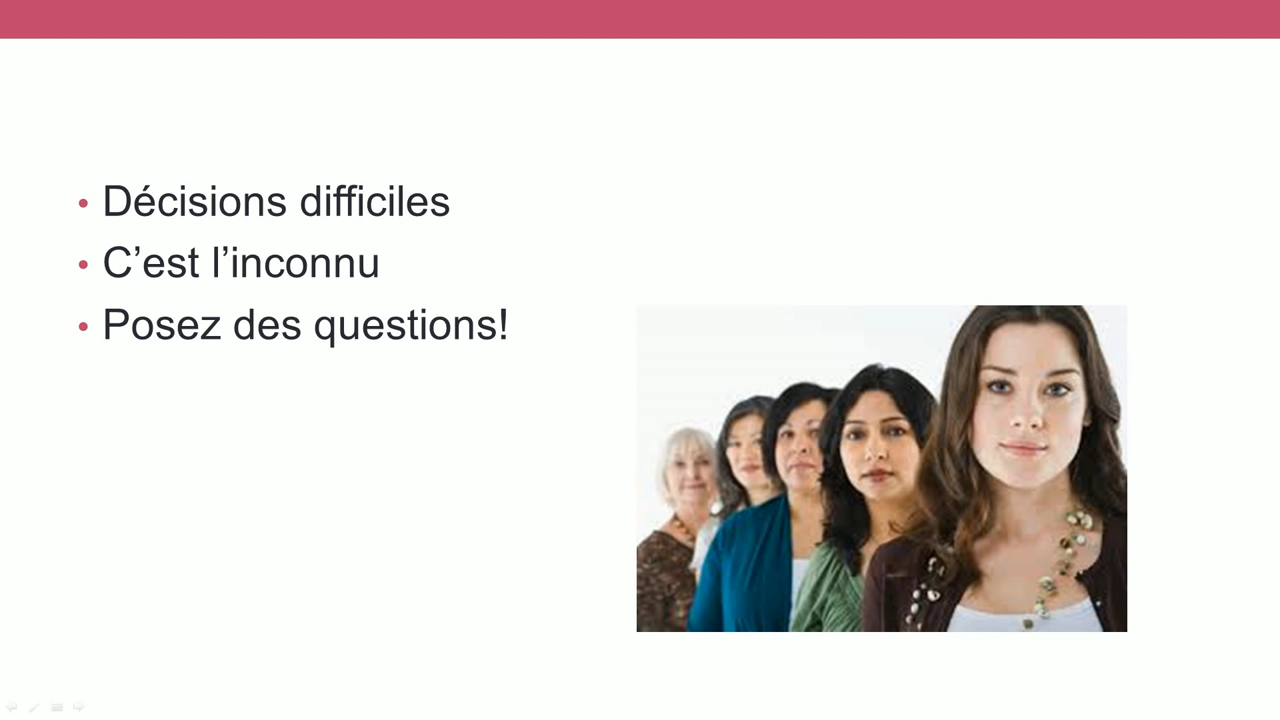 • Décisions difficiles
• C’est l’inconnu
• Posez des questions!